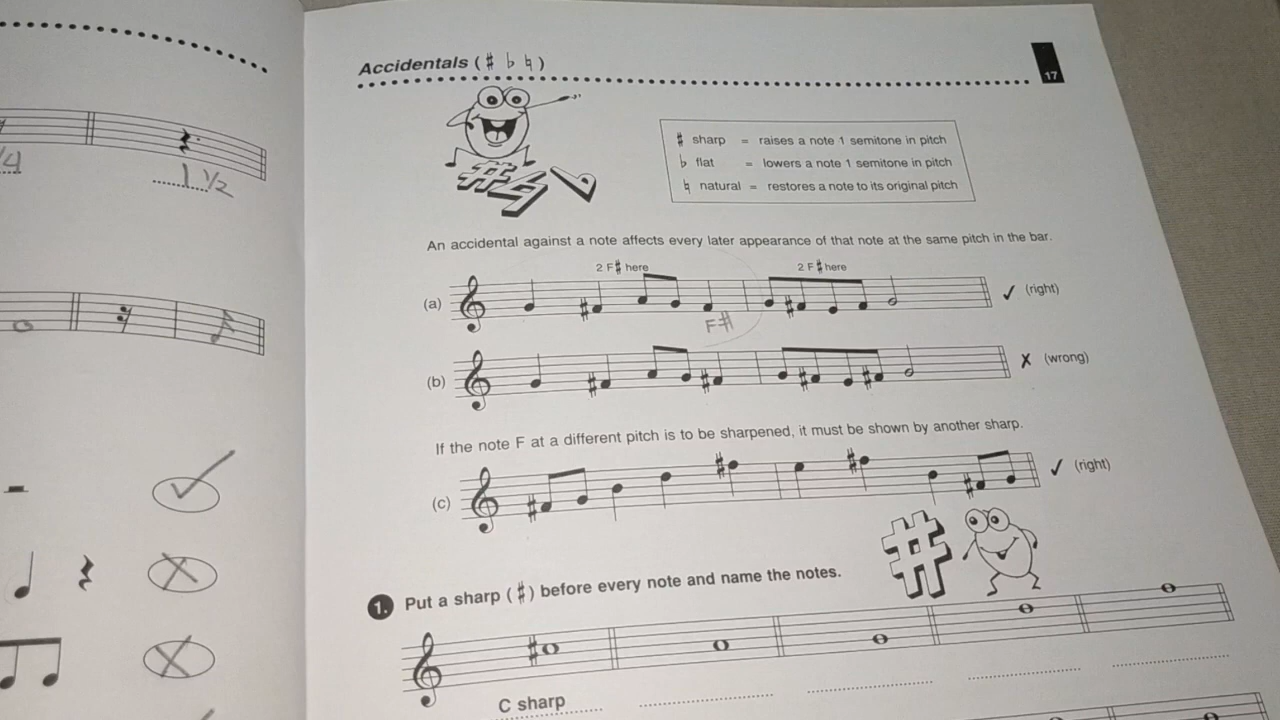 1 1/2
Accidentals ( ♯ ♭ ♮ )
17
♯ sharp = raises a note 1 semitone in pitch
♭ flat = lowers a note 1 semitone in pitch
♮ natural = restores a note to its original pitch
An accidental against a note affects every later appearance of that note at the same pitch in the bar.
2 F♯ here 2 F♯ here
(a) ✓ (right)
F#
(b) ✗ (wrong)
If the note F at a different pitch is to be sharpened, it must be shown by another sharp.
(c) ✓ (right)
1. Put a sharp ( ♯ ) before every note and name the notes.
C sharp